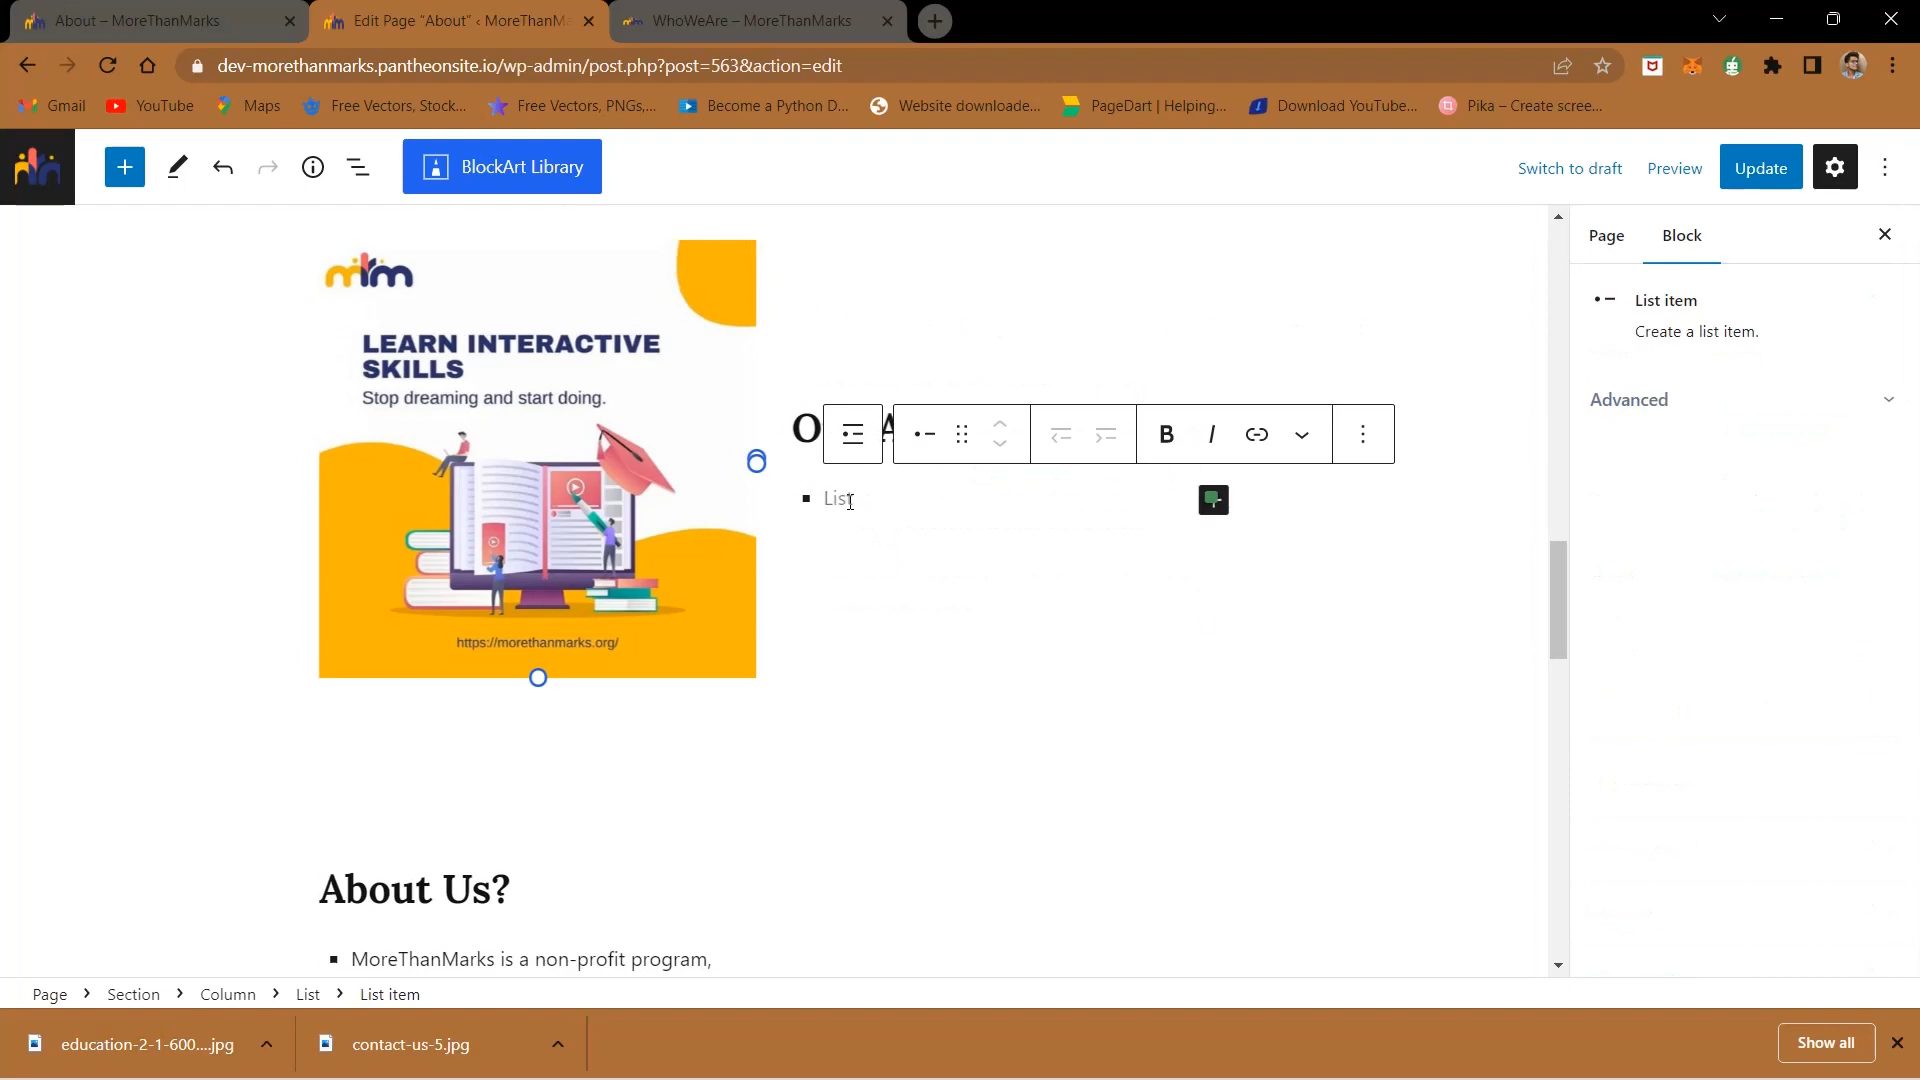 About – MoreThanMarks
Edit Page "About" ‹ MoreThanM
WhoWeAre – MoreThanMarks
dev-morethanmarks.pantheonsite.io/wp-admin/post.php?post=563&action=edit
Gmail
YouTube
Maps
Free Vectors, Stock...
Free Vectors, PNGs,...
Become a Python D...
Website downloade...
PageDart | Helping...
Download YouTube...
Pika – Create scree...
BlockArt Library
Switch to draft
Preview
Update
Page
Block
List item
Create a list item.
Advanced
mtm
LEARN INTERACTIVE
SKILLS
Stop dreaming and start doing.
https://morethanmarks.org/
O
B I
List
About Us?
MoreThanMarks is a non-profit program,
Page > Section > Column > List > List item
education-2-1-600....jpg
contact-us-5.jpg
Show all